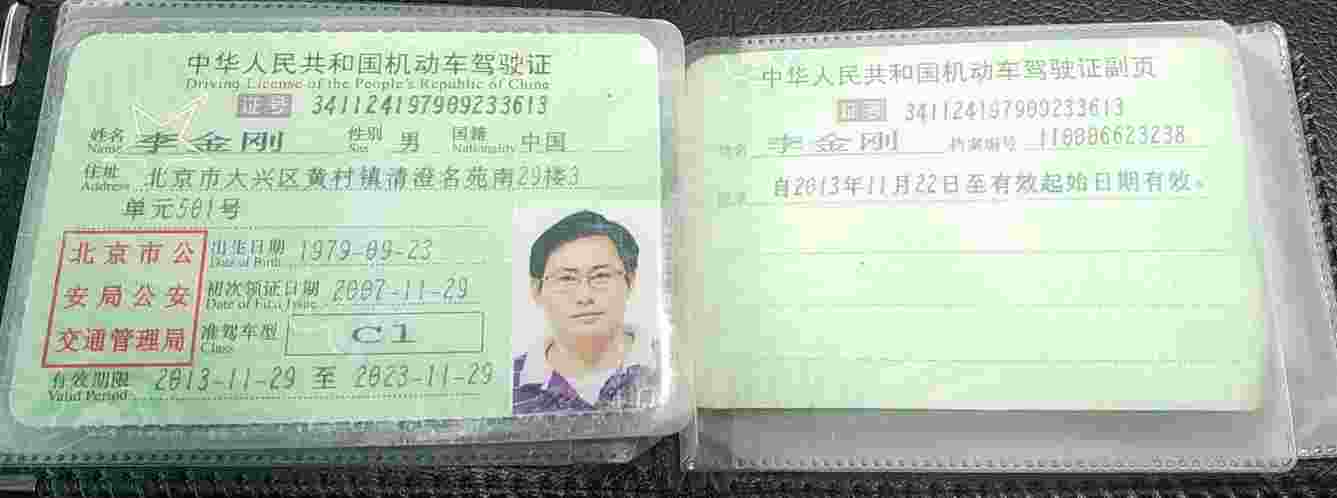 中华人民共和国机动车驾驶证
Driving License of the People's Republic of China
证号 341124197909233613
姓名 李金刚 性别 男 国籍 中国
Name Sex Nationality
住址 北京市大兴区黄村镇清澄名苑南29楼3
Address
单元501号
北京市公
安局公安
交通管理局
出生日期 1979-09-23
Date of Birth
初次领证日期 2007-11-29
Date of First Issue
准驾车型 C1
Class
有效期限 2013-11-29 至 2023-11-29
Valid Period
中华人民共和国机动车驾驶证副页
证号 341124197909233613
姓名 李金刚 档案编号 110006623238
记录 自2013年11月22日至有效起始日期有效。